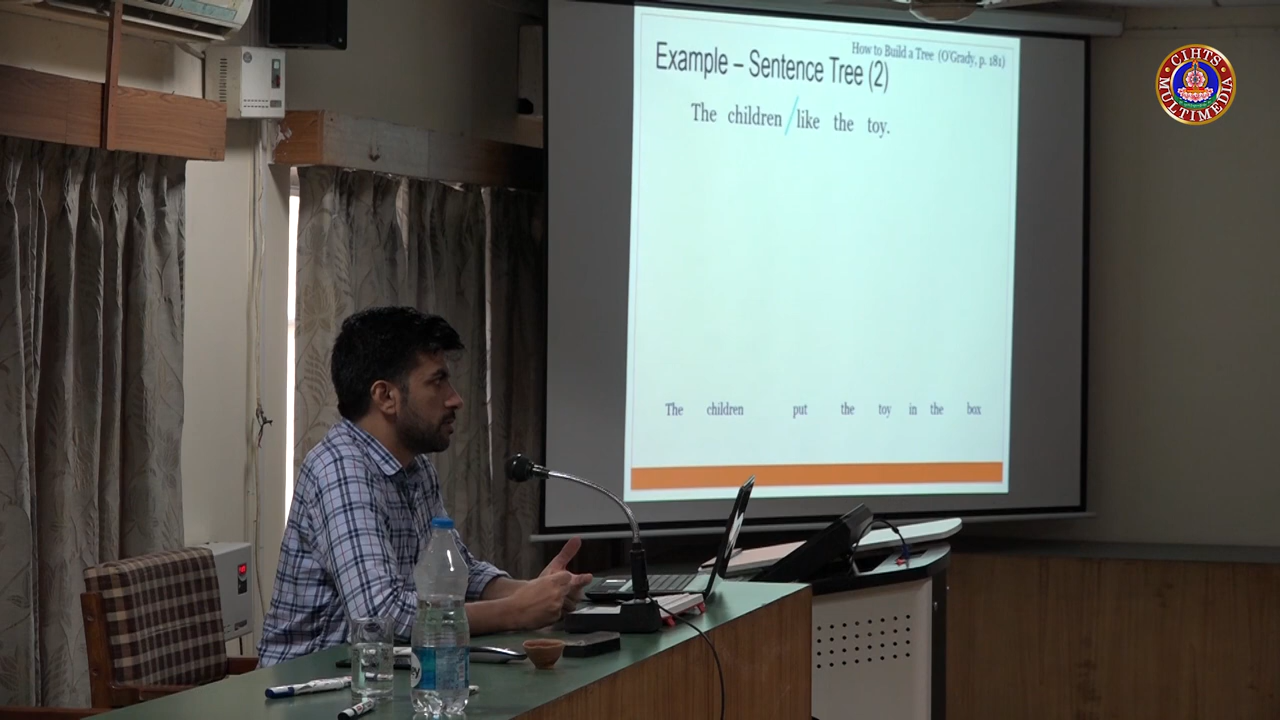 How to Build a Tree (O'Grady, p. 181)
Example – Sentence Tree (2)
The children / like the toy.
The children put the toy in the box
CIHTS
MULTIMEDIA